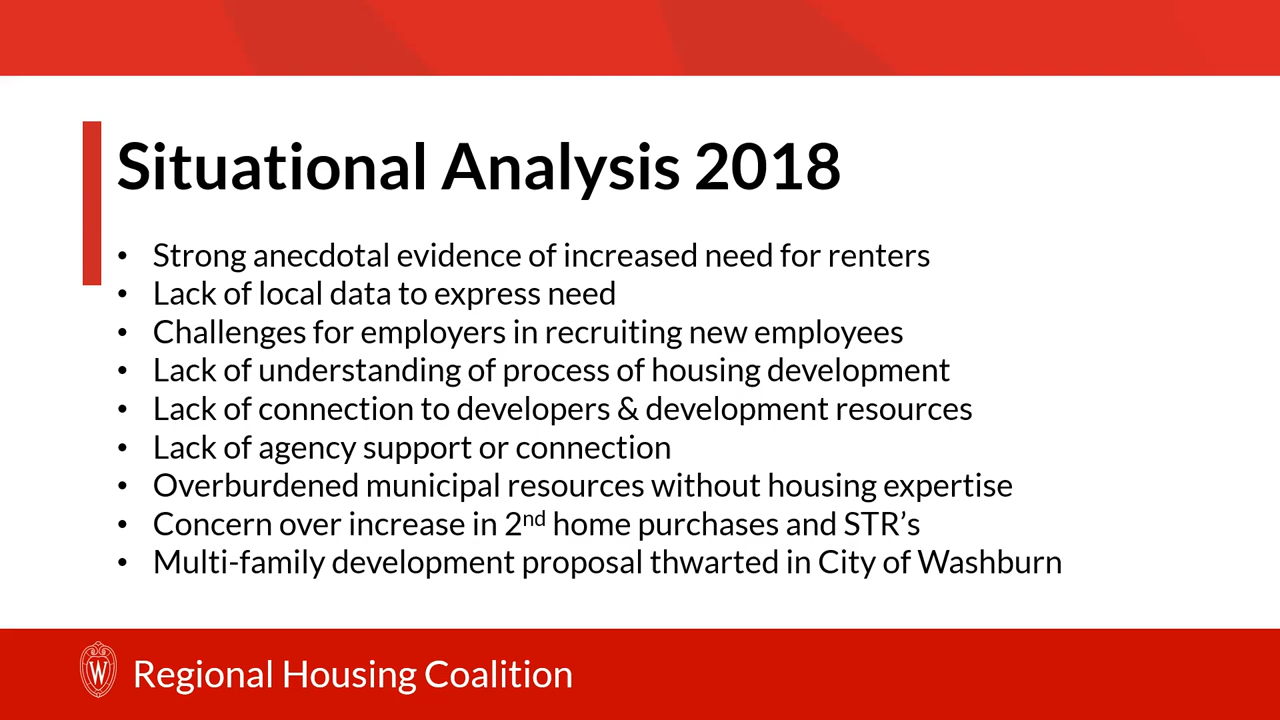 Situational Analysis 2018
• Strong anecdotal evidence of increased need for renters
• Lack of local data to express need
• Challenges for employers in recruiting new employees
• Lack of understanding of process of housing development
• Lack of connection to developers & development resources
• Lack of agency support or connection
• Overburdened municipal resources without housing expertise
• Concern over increase in 2nd home purchases and STR’s
• Multi-family development proposal thwarted in City of Washburn
W Regional Housing Coalition